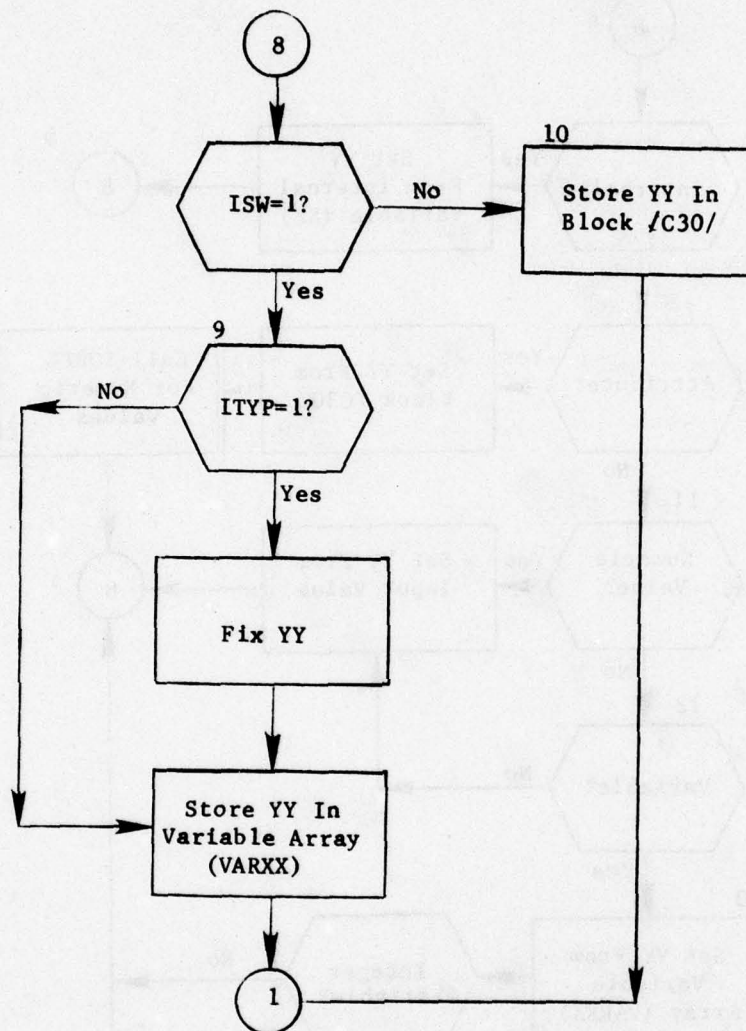 8
ISW=1?
No
10
Store YY In
Block /C30/
Yes
9
No
ITYP=1?
Yes
Fix YY
Store YY In
Variable Array
(VARXX)
1